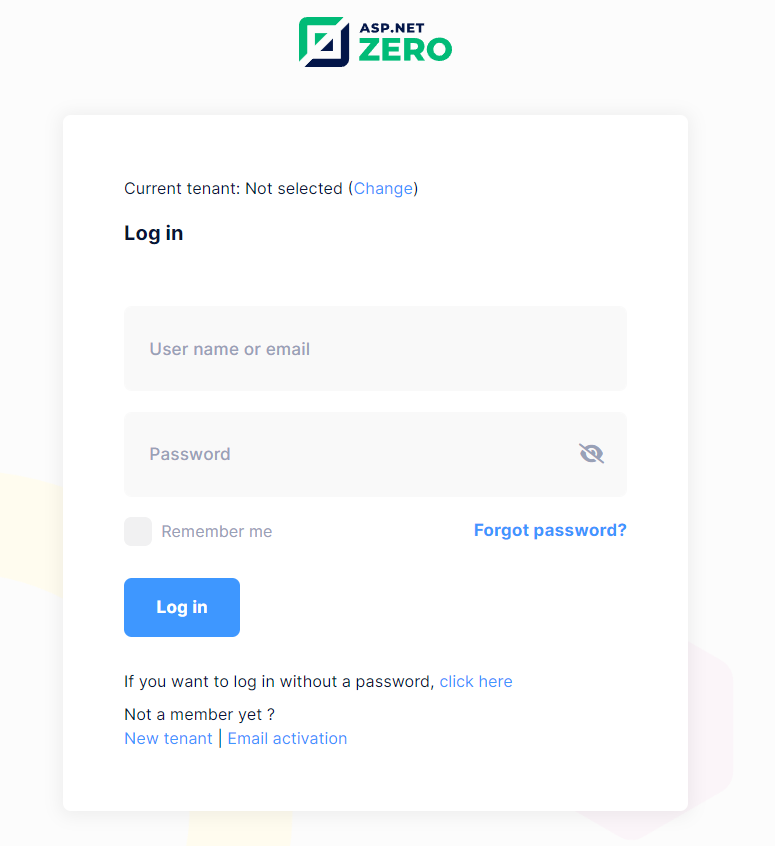 ASP.NET
ZERO
Current tenant: Not selected (Change)
Log in
User name or email
Password
Remember me
Forgot password?
Log in
If you want to log in without a password, click here
Not a member yet ?
New tenant | Email activation